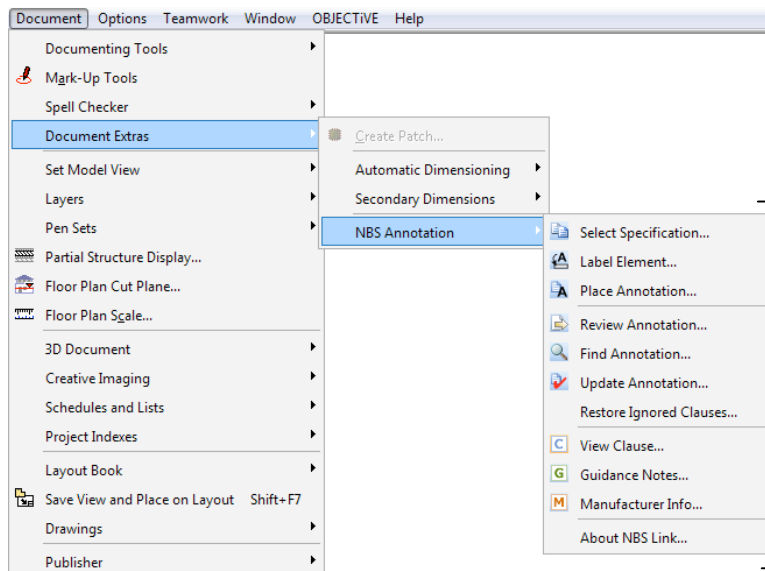 Document Options Teamwork Window OBJECTiVE Help
Documenting Tools
Mark-Up Tools
Spell Checker
Document Extras
Set Model View
Layers
Pen Sets
Partial Structure Display...
Floor Plan Cut Plane...
Floor Plan Scale...
3D Document
Creative Imaging
Schedules and Lists
Project Indexes
Layout Book
Save View and Place on Layout Shift+F7
Drawings
Publisher
Create Patch...
Automatic Dimensioning
Secondary Dimensions
NBS Annotation
Select Specification...
Label Element...
Place Annotation...
Review Annotation...
Find Annotation...
Update Annotation...
Restore Ignored Clauses...
C View Clause...
G Guidance Notes...
M Manufacturer Info...
About NBS Link...